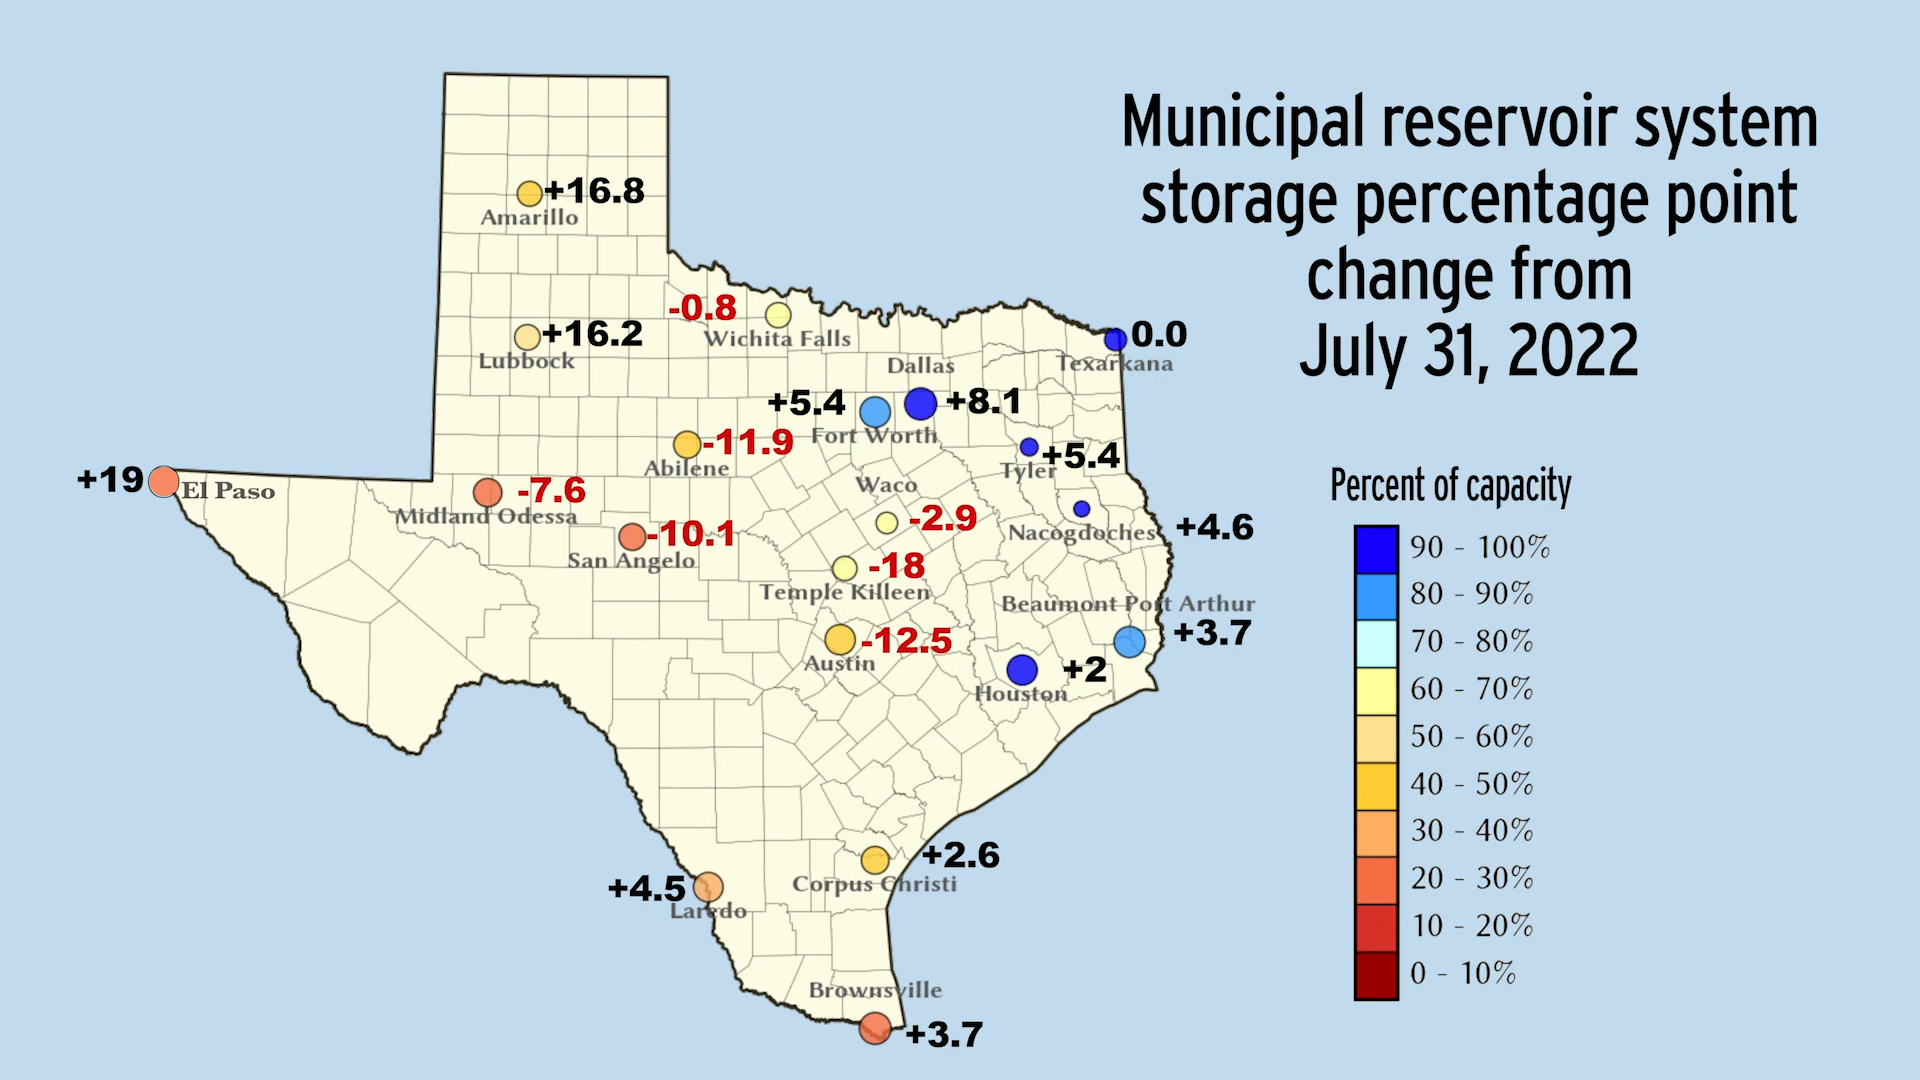 Municipal reservoir system
storage percentage point
change from
July 31, 2022
+16.8
Amarillo
-0.8
Wichita Falls
+16.2
Lubbock
0.0
Texarkana
Dallas
+5.4
+8.1
Fort Worth
-11.9
Abilene
+5.4
Tyler
+19
El Paso
-7.6
Midland Odessa
Waco
-2.9
-10.1
San Angelo
Nacogdoches
+4.6
-18
Temple Killeen
Beaumont Port Arthur
+3.7
-12.5
Austin
+2
Houston
+2.6
Corpus Christi
+4.5
Laredo
Brownsville
+3.7
Percent of capacity
90 - 100%
80 - 90%
70 - 80%
60 - 70%
50 - 60%
40 - 50%
30 - 40%
20 - 30%
10 - 20%
0 - 10%